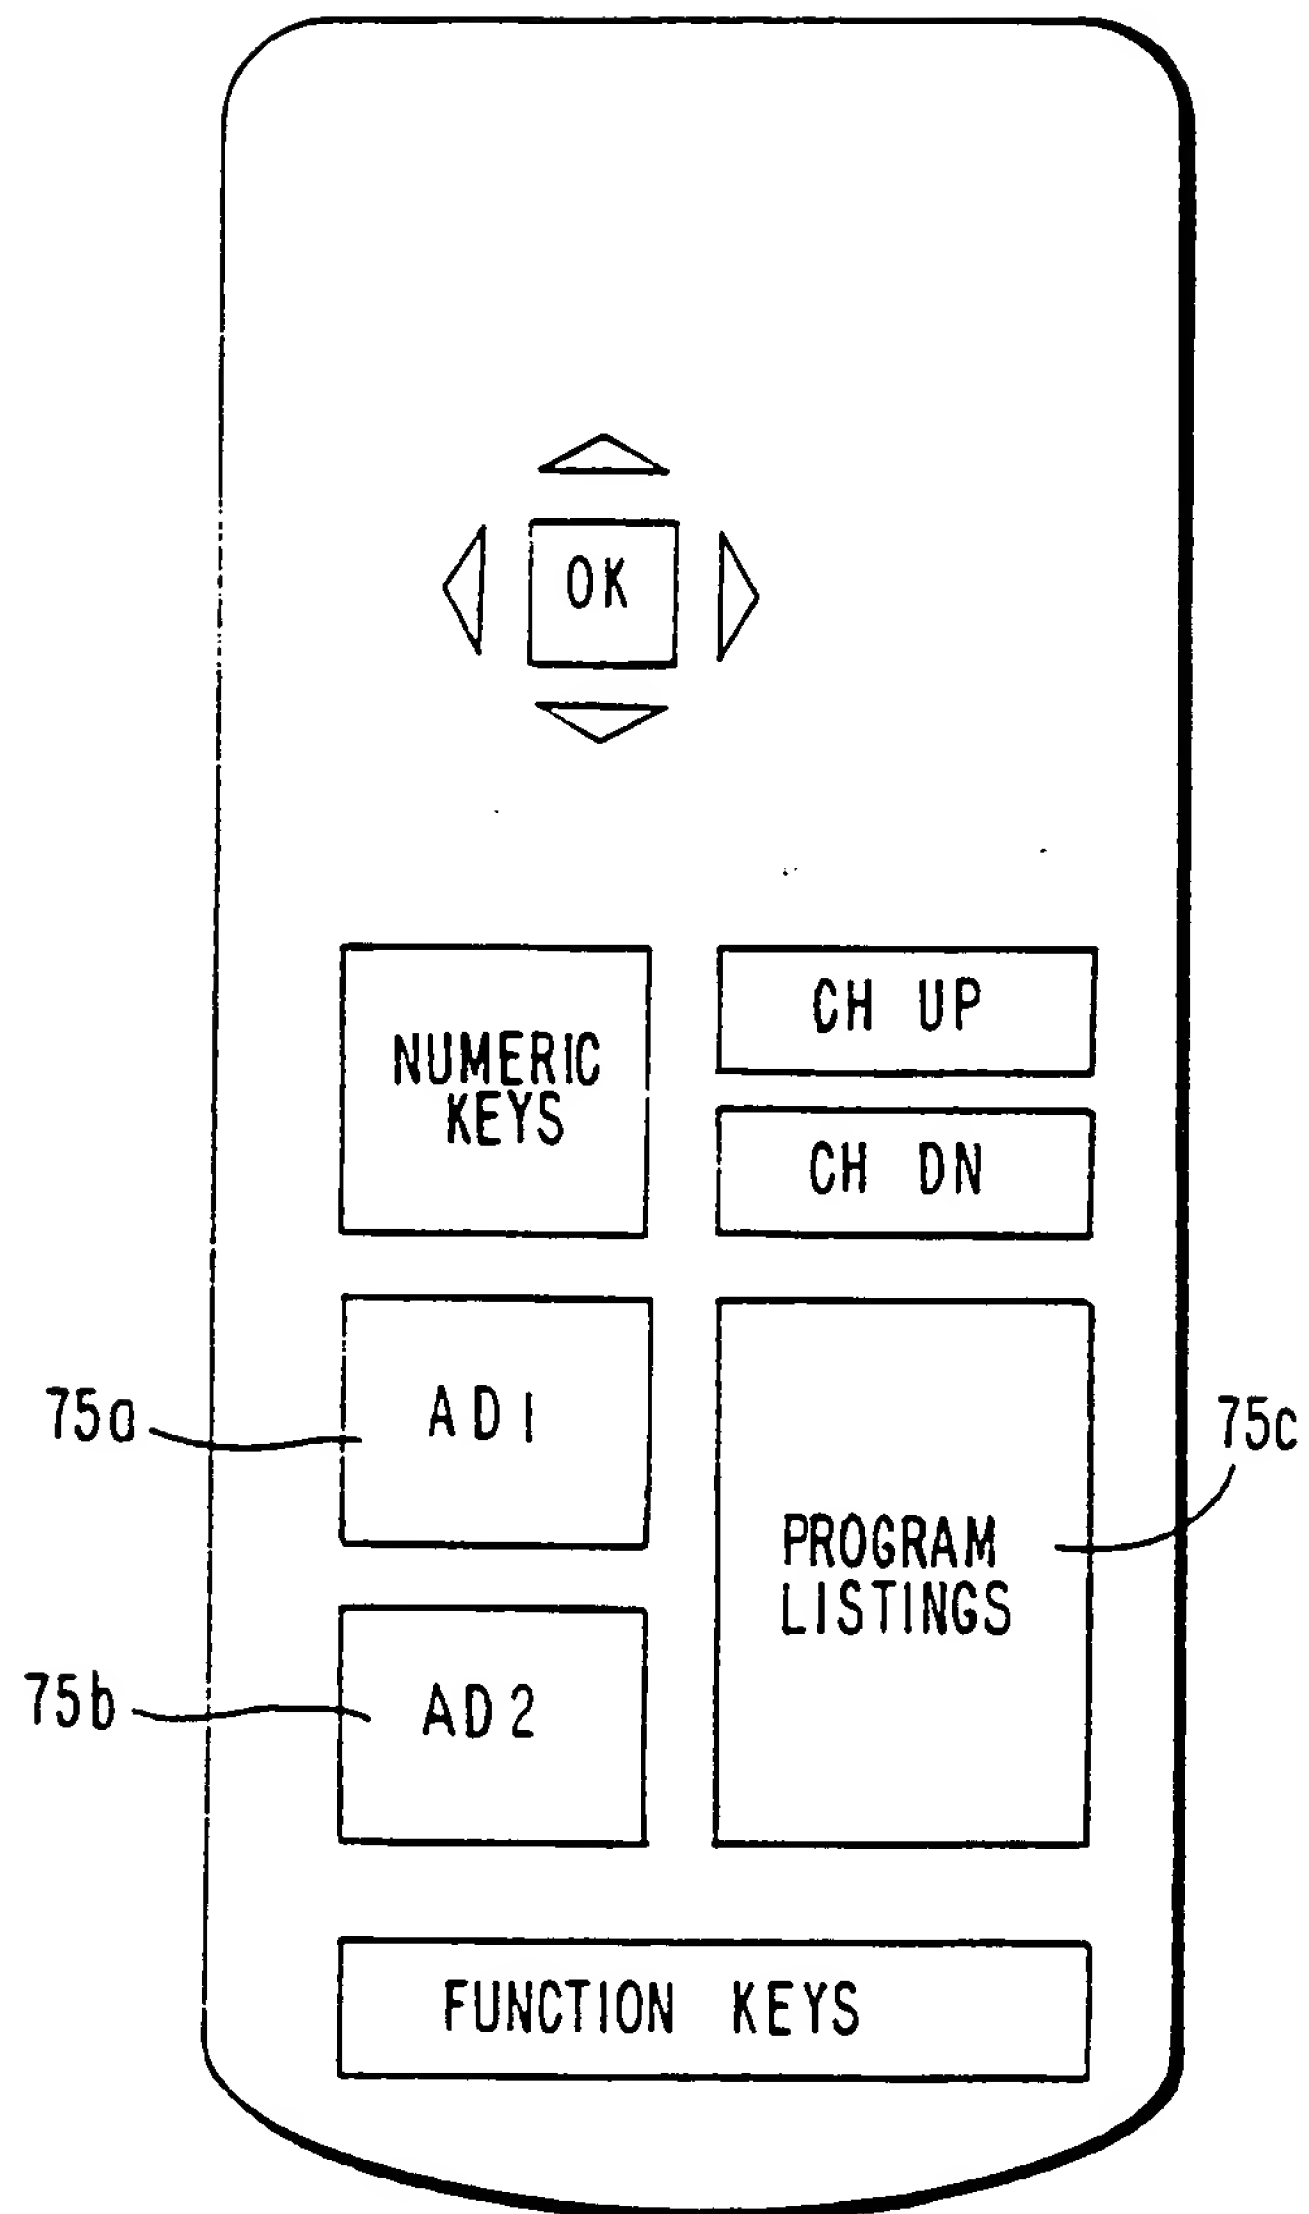 OK
NUMERIC
KEYS
CH UP
CH DN
75a
AD1
75c
PROGRAM
LISTINGS
75b
AD2
FUNCTION KEYS